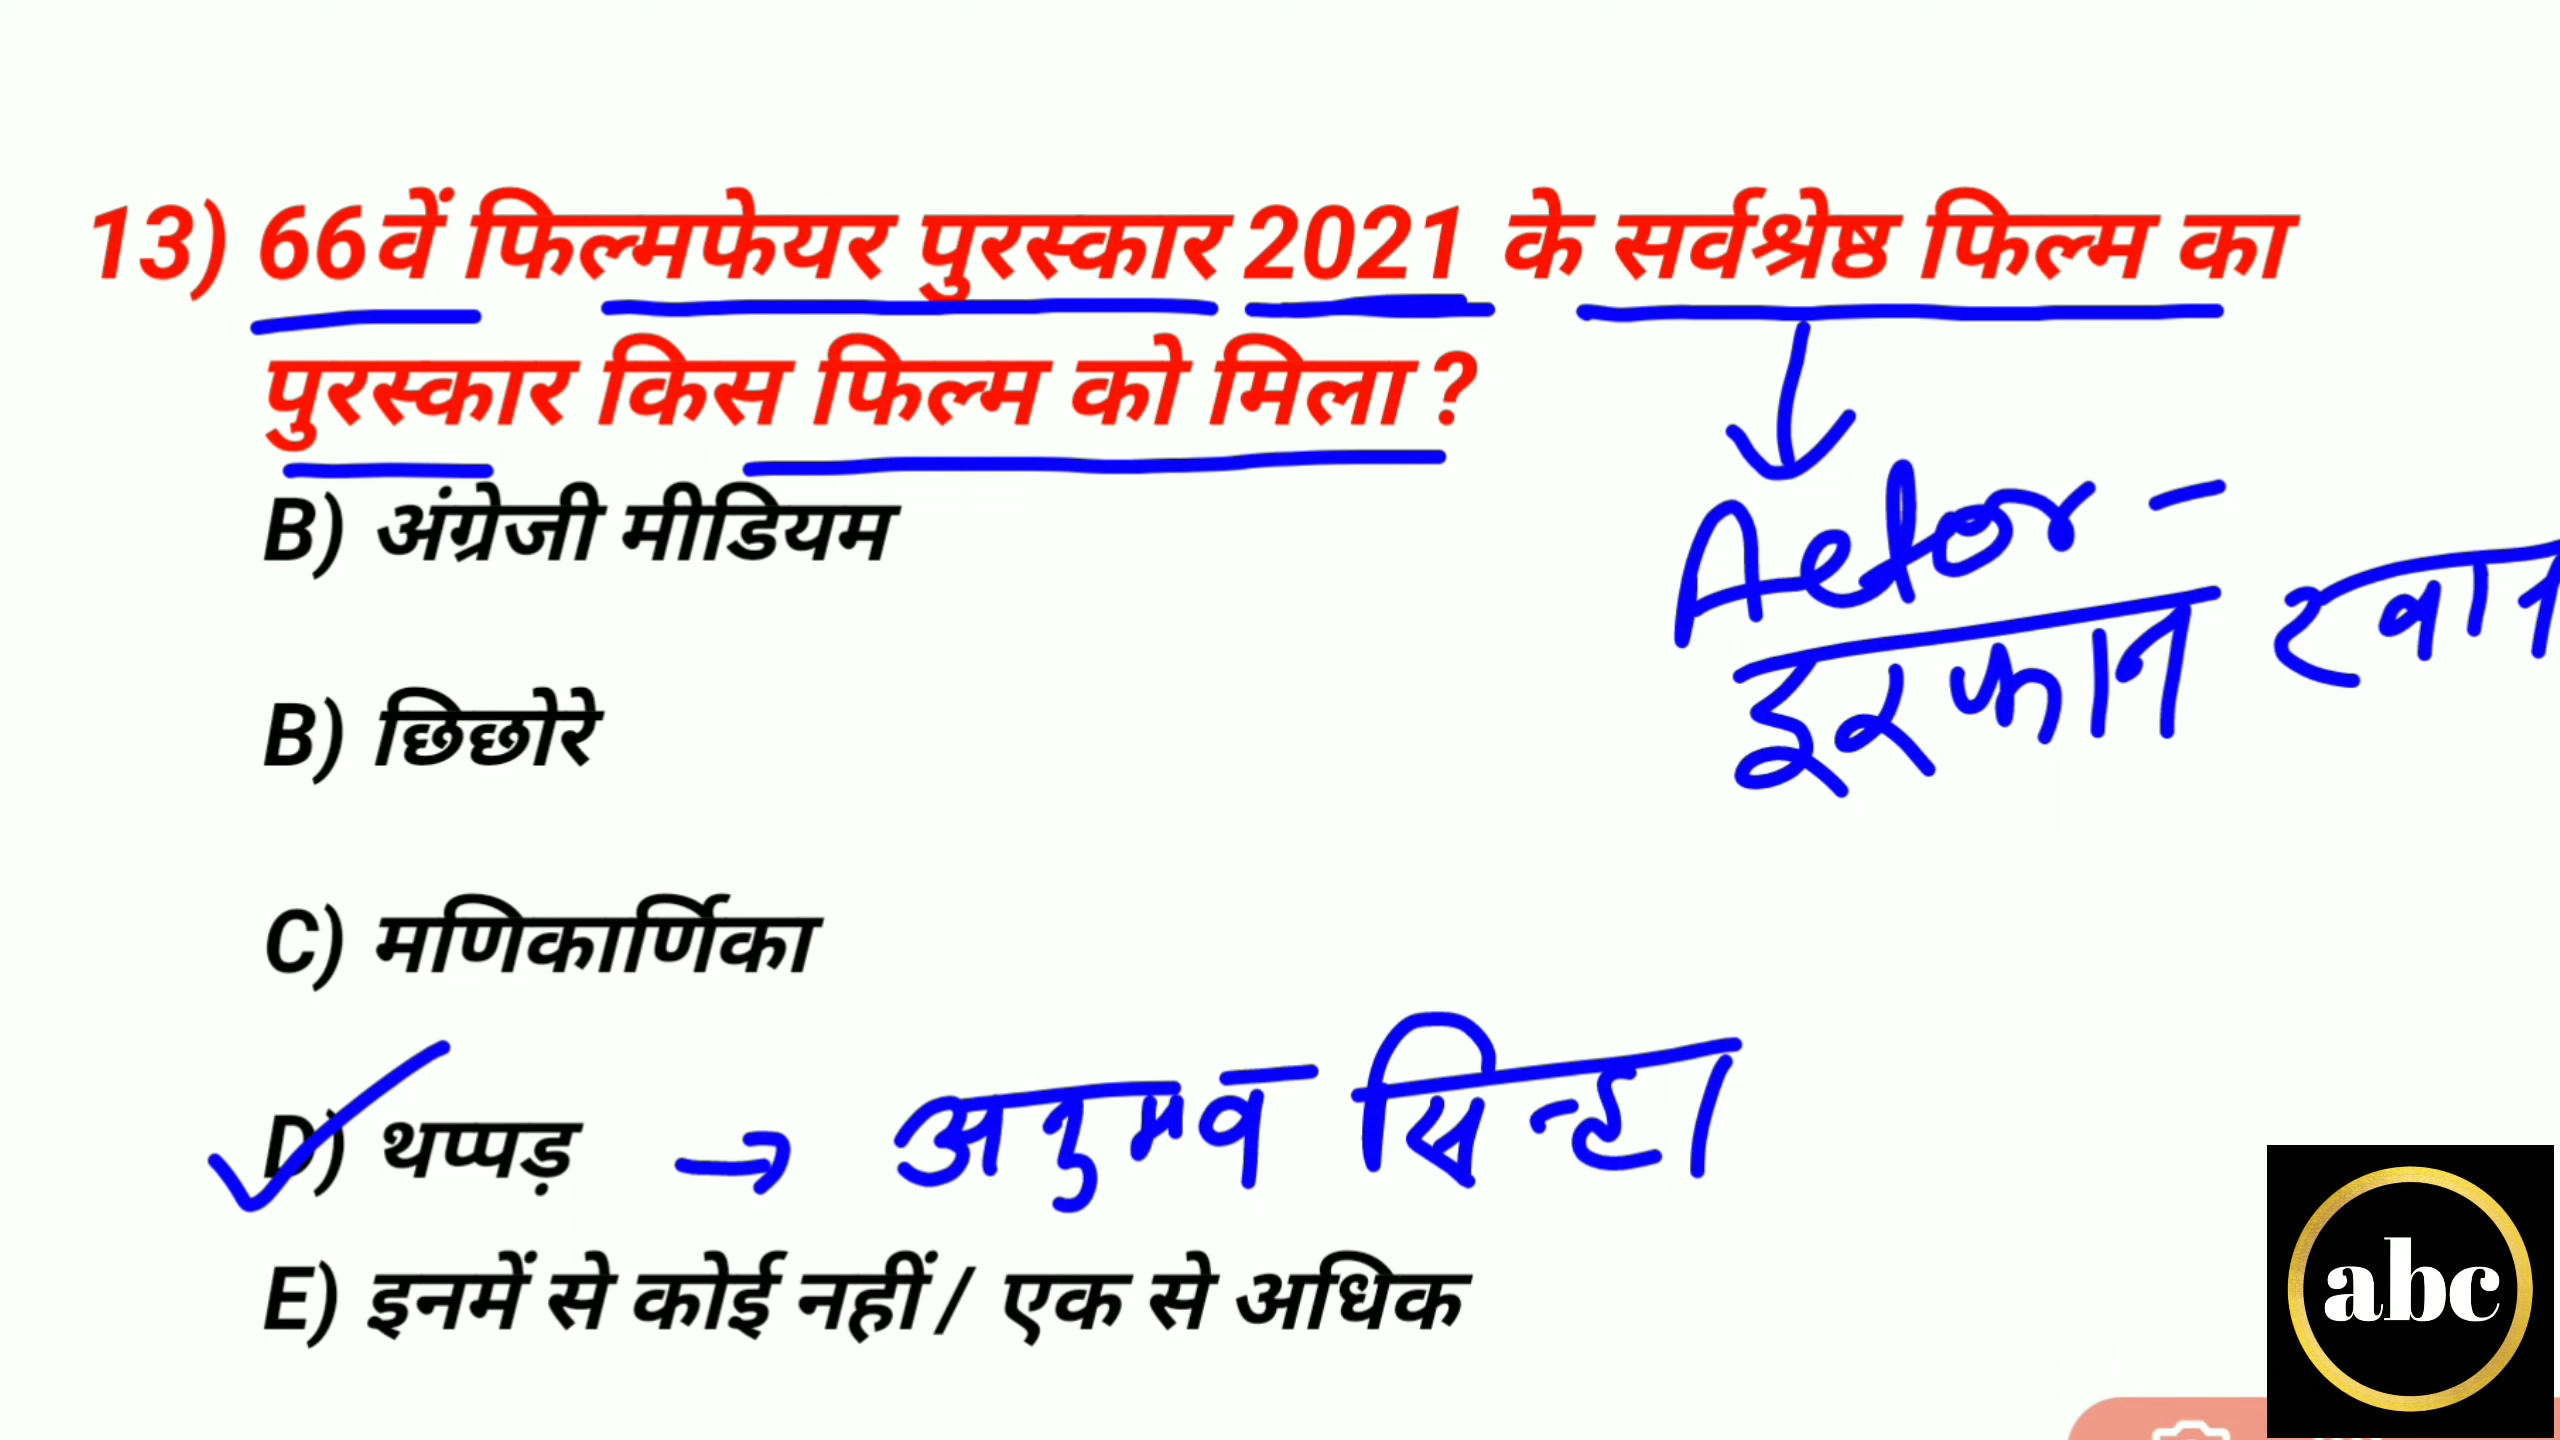 13) 66वें फिल्मफेयर पुरस्कार 2021 के सर्वश्रेष्ठ फिल्म का
पुरस्कार किस फिल्म को मिला ?
B) अंग्रेजी मीडियम
Actor -
इरफान खान
B) छिछोरे
C) मणिकार्णिका
D) थप्पड़ → अनुभव सिन्हा
E) इनमें से कोई नहीं / एक से अधिक
abc